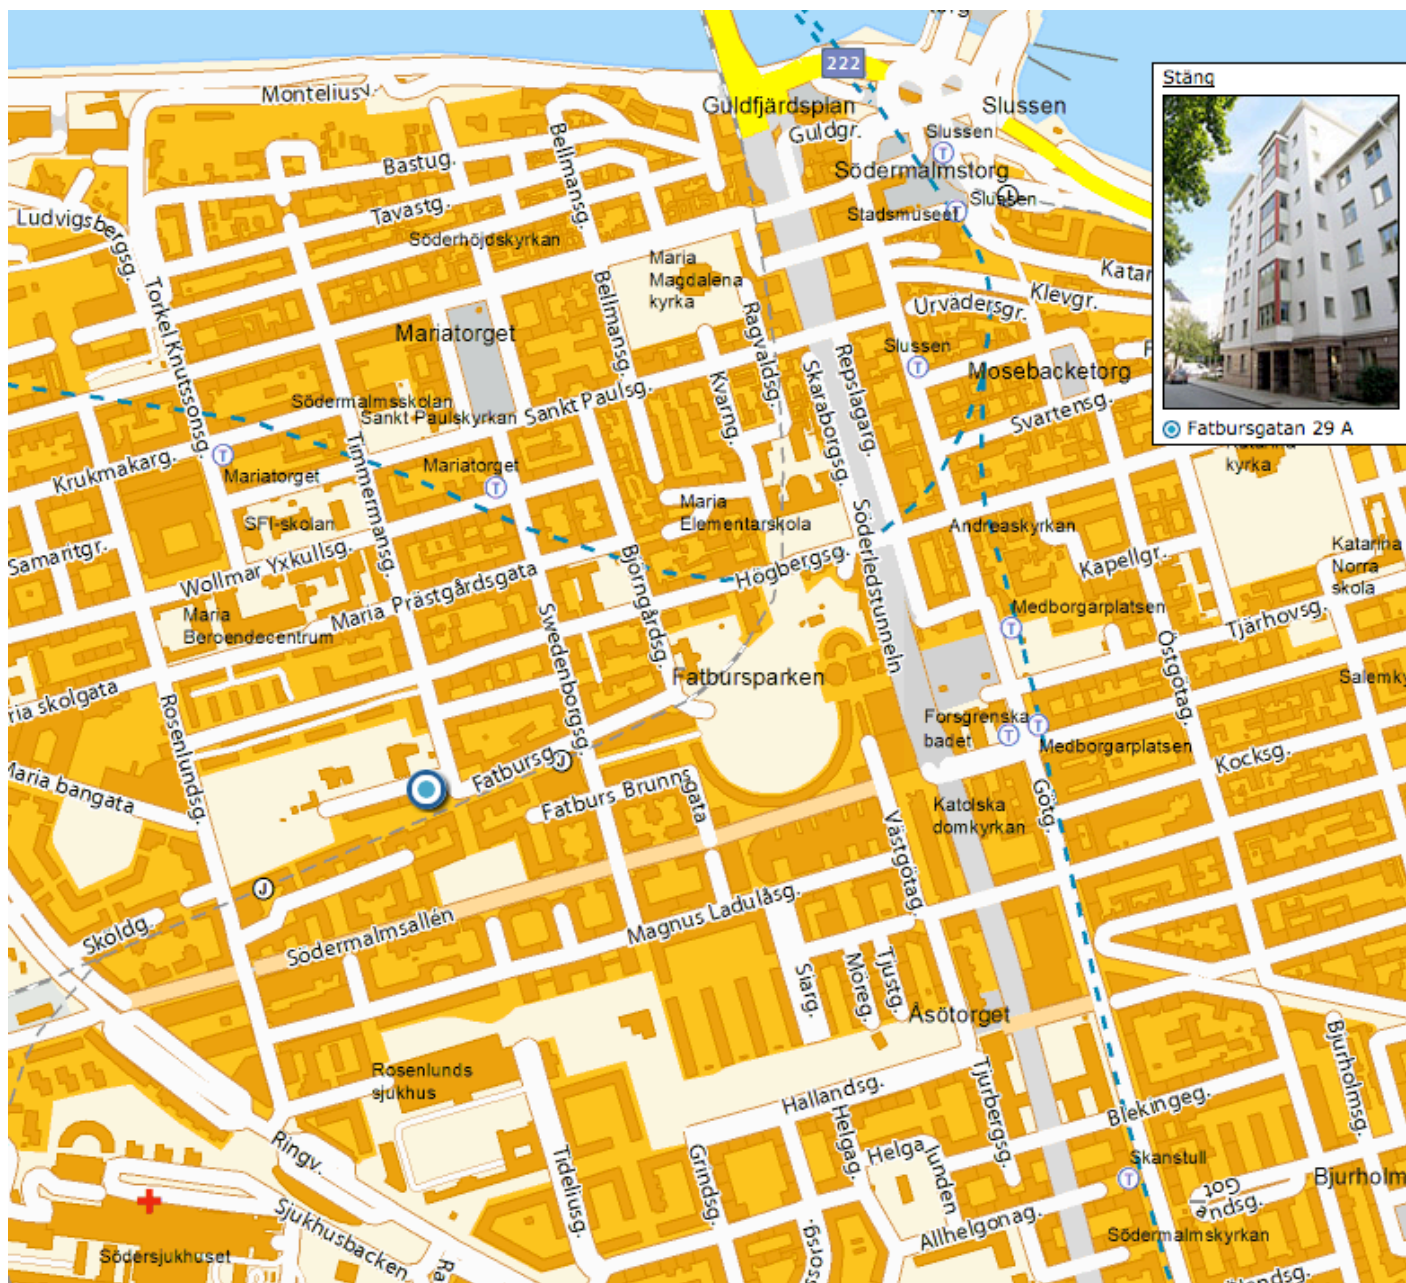 222
Monteliusv.
Guldfjärdsplan
Slussen
Guldgr.
Slussen
Stäng
Bastug.
Bellmansg.
Södermalmstorg
Slussen
Stadsmuseet
Tavastg.
Ludvigsbergsg.
Söderhöjdskyrkan
Maria
Magdalena
kyrka
Katar
Klevgr.
Urvädersgr.
Torkel Knutssonsg.
Bellmansg.
Ragvaldsg.
Mariatorget
Slussen
Repslagarg.
Skaraborgsg.
Mosebacketorg
Kvarng.
Södermalmsskolan
Sankt Paulskyrkan
Sankt Paulsg.
Svartensg.
Fatbursgatan 29 A
kyrka
Krukmakarg.
Mariatorget
Mariatorget
Timmermansg.
SFI-skolan
Maria
Elementarskola
Söderledstunneln
Andreaskyrkan
Samaritgr.
Wollmar Yxkullsg.
Högbergsg.
Kapellgr.
Katarina
Norra
skola
Maria Prästgårdsgata
Björngårdsg.
Maria
Beroendecentrum
Swedenborgsg.
Medborgarplatsen
Tjärhovsg.
Östgötag.
Fatbursparken
Salemky
ria skolgata
Rosenlundsg.
Forsgrenska
badet
Medborgarplatsen
Kocksg.
Maria bangata
Fatbursg.
J
Fatburs Brunnsgata
Götg.
Katolska
domkyrkan
Västgötag.
J
Sköldg.
Södermalmsallén
Magnus Ladulåsg.
Siarg.
Möreg.
Tjustg.
Åsötorget
Bjurholmsg.
Rosenlunds
sjukhus
Hallandsg.
Tjurbergsg.
Blekingeg.
Ringv.
Tideliusg.
Grindsg.
Helgag.
Helgalunden
Skanstull
Bjurholm
Gotlandsg.
Sjukhusbacken
Allhelgonag.
Södermalmskyrkan
Södersjukhuset